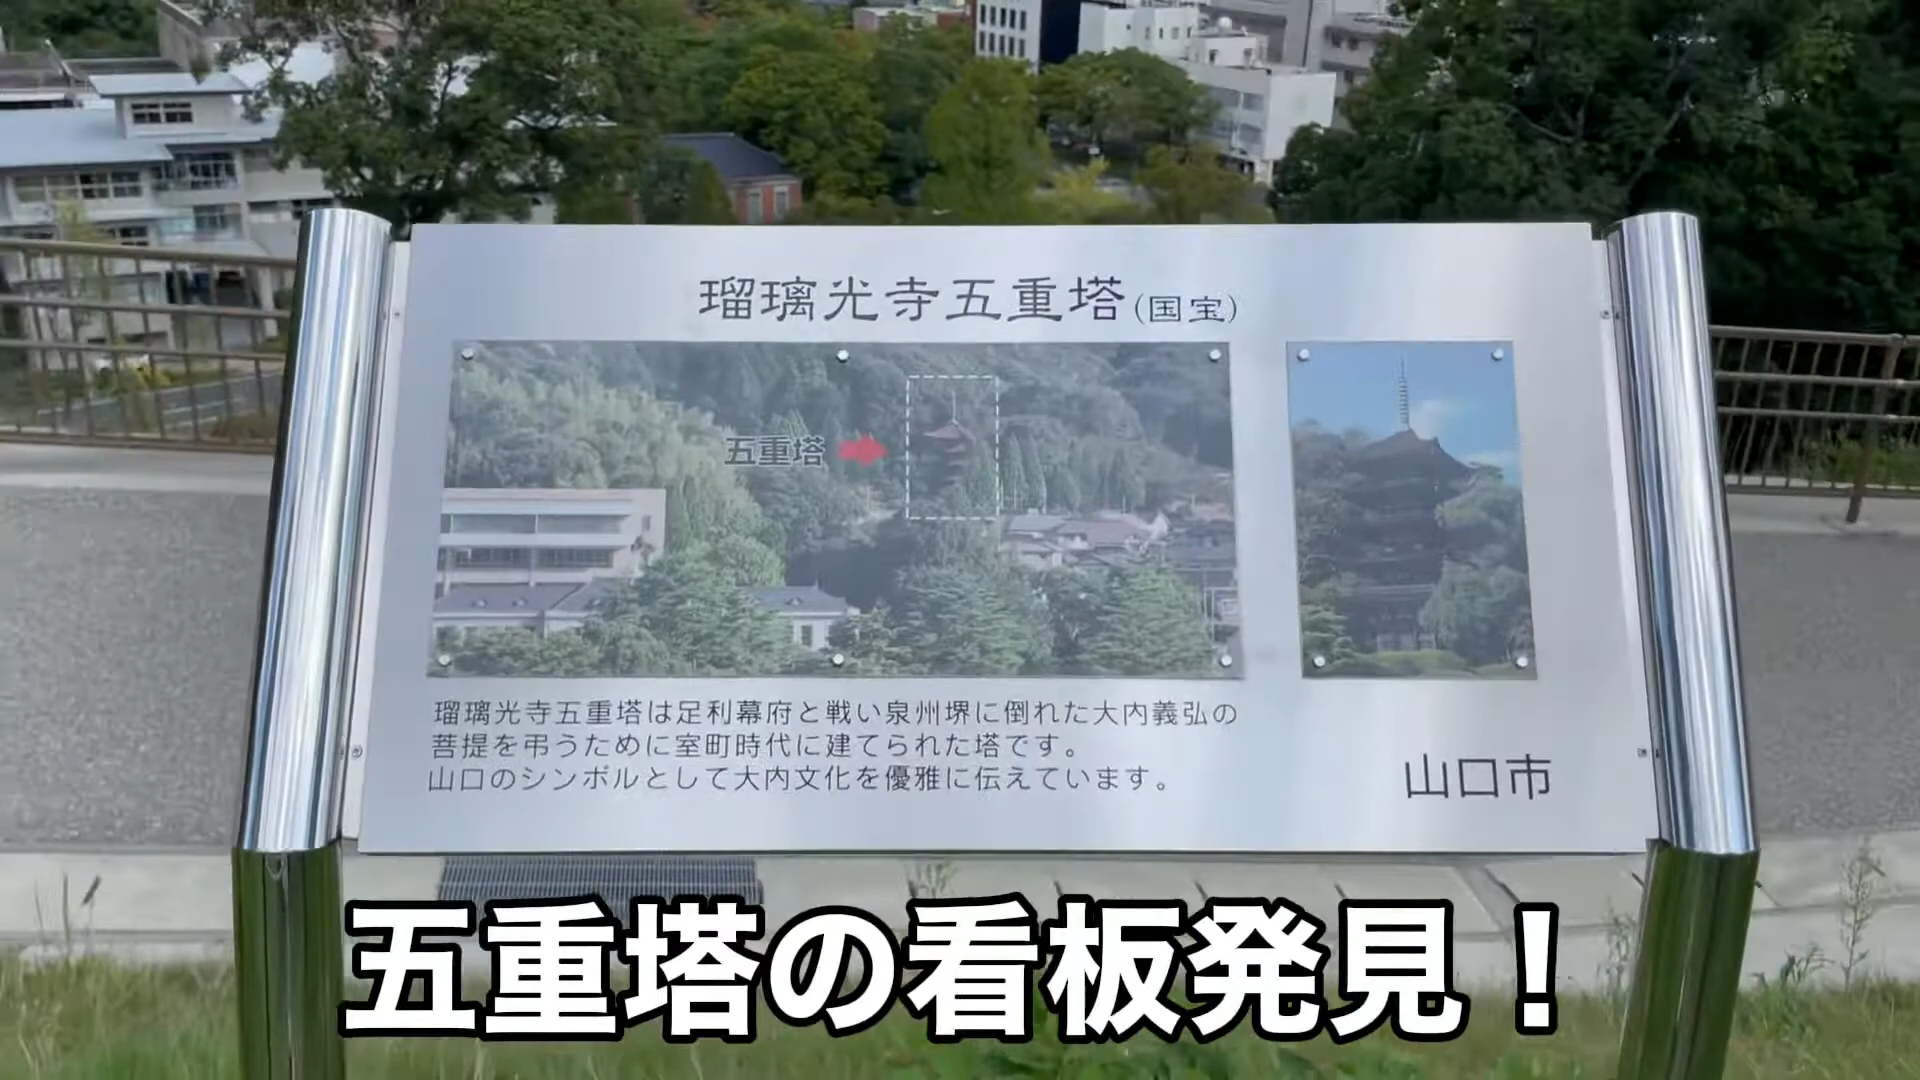 瑠璃光寺五重塔(国宝)
五重塔
瑠璃光寺五重塔は足利幕府と戦い泉州堺に倒れた大内義弘の
菩提を弔うために室町時代に建てられた塔です。
山口のシンボルとして大内文化を優雅に伝えています。
山口市
五重塔の看板発見！